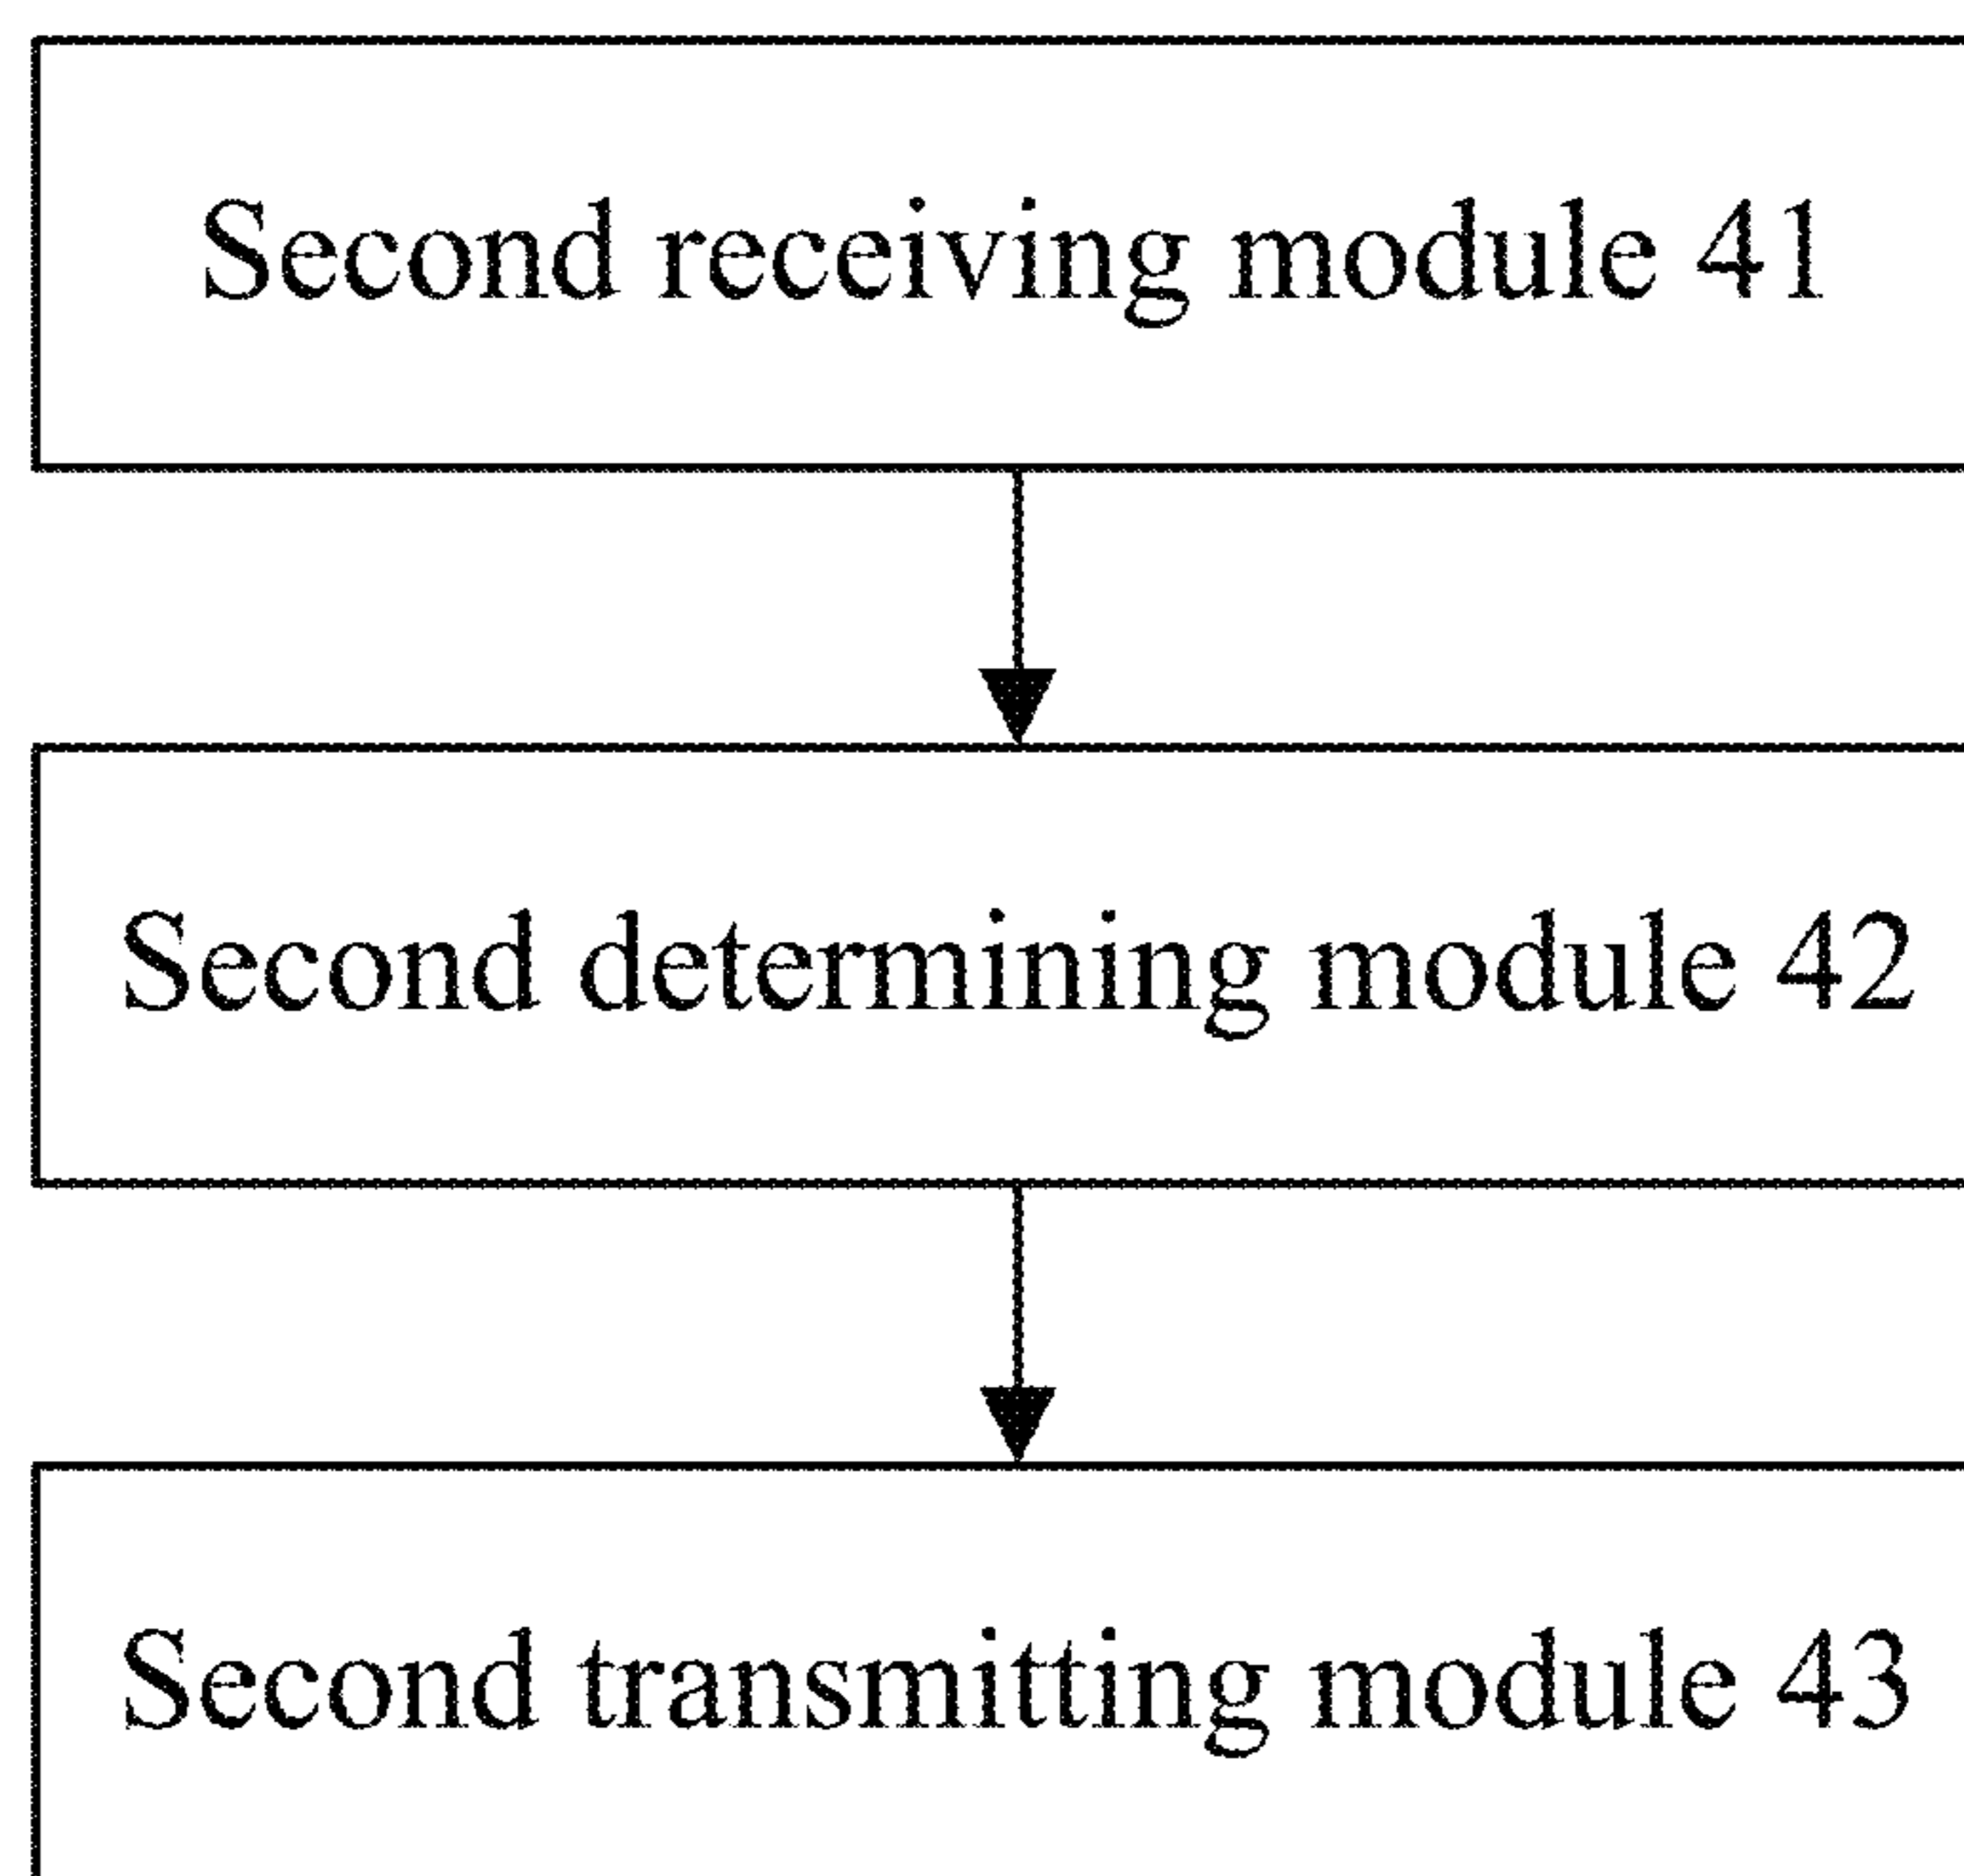 Second receiving module 41
Second determining module 42
Second transmitting module 43